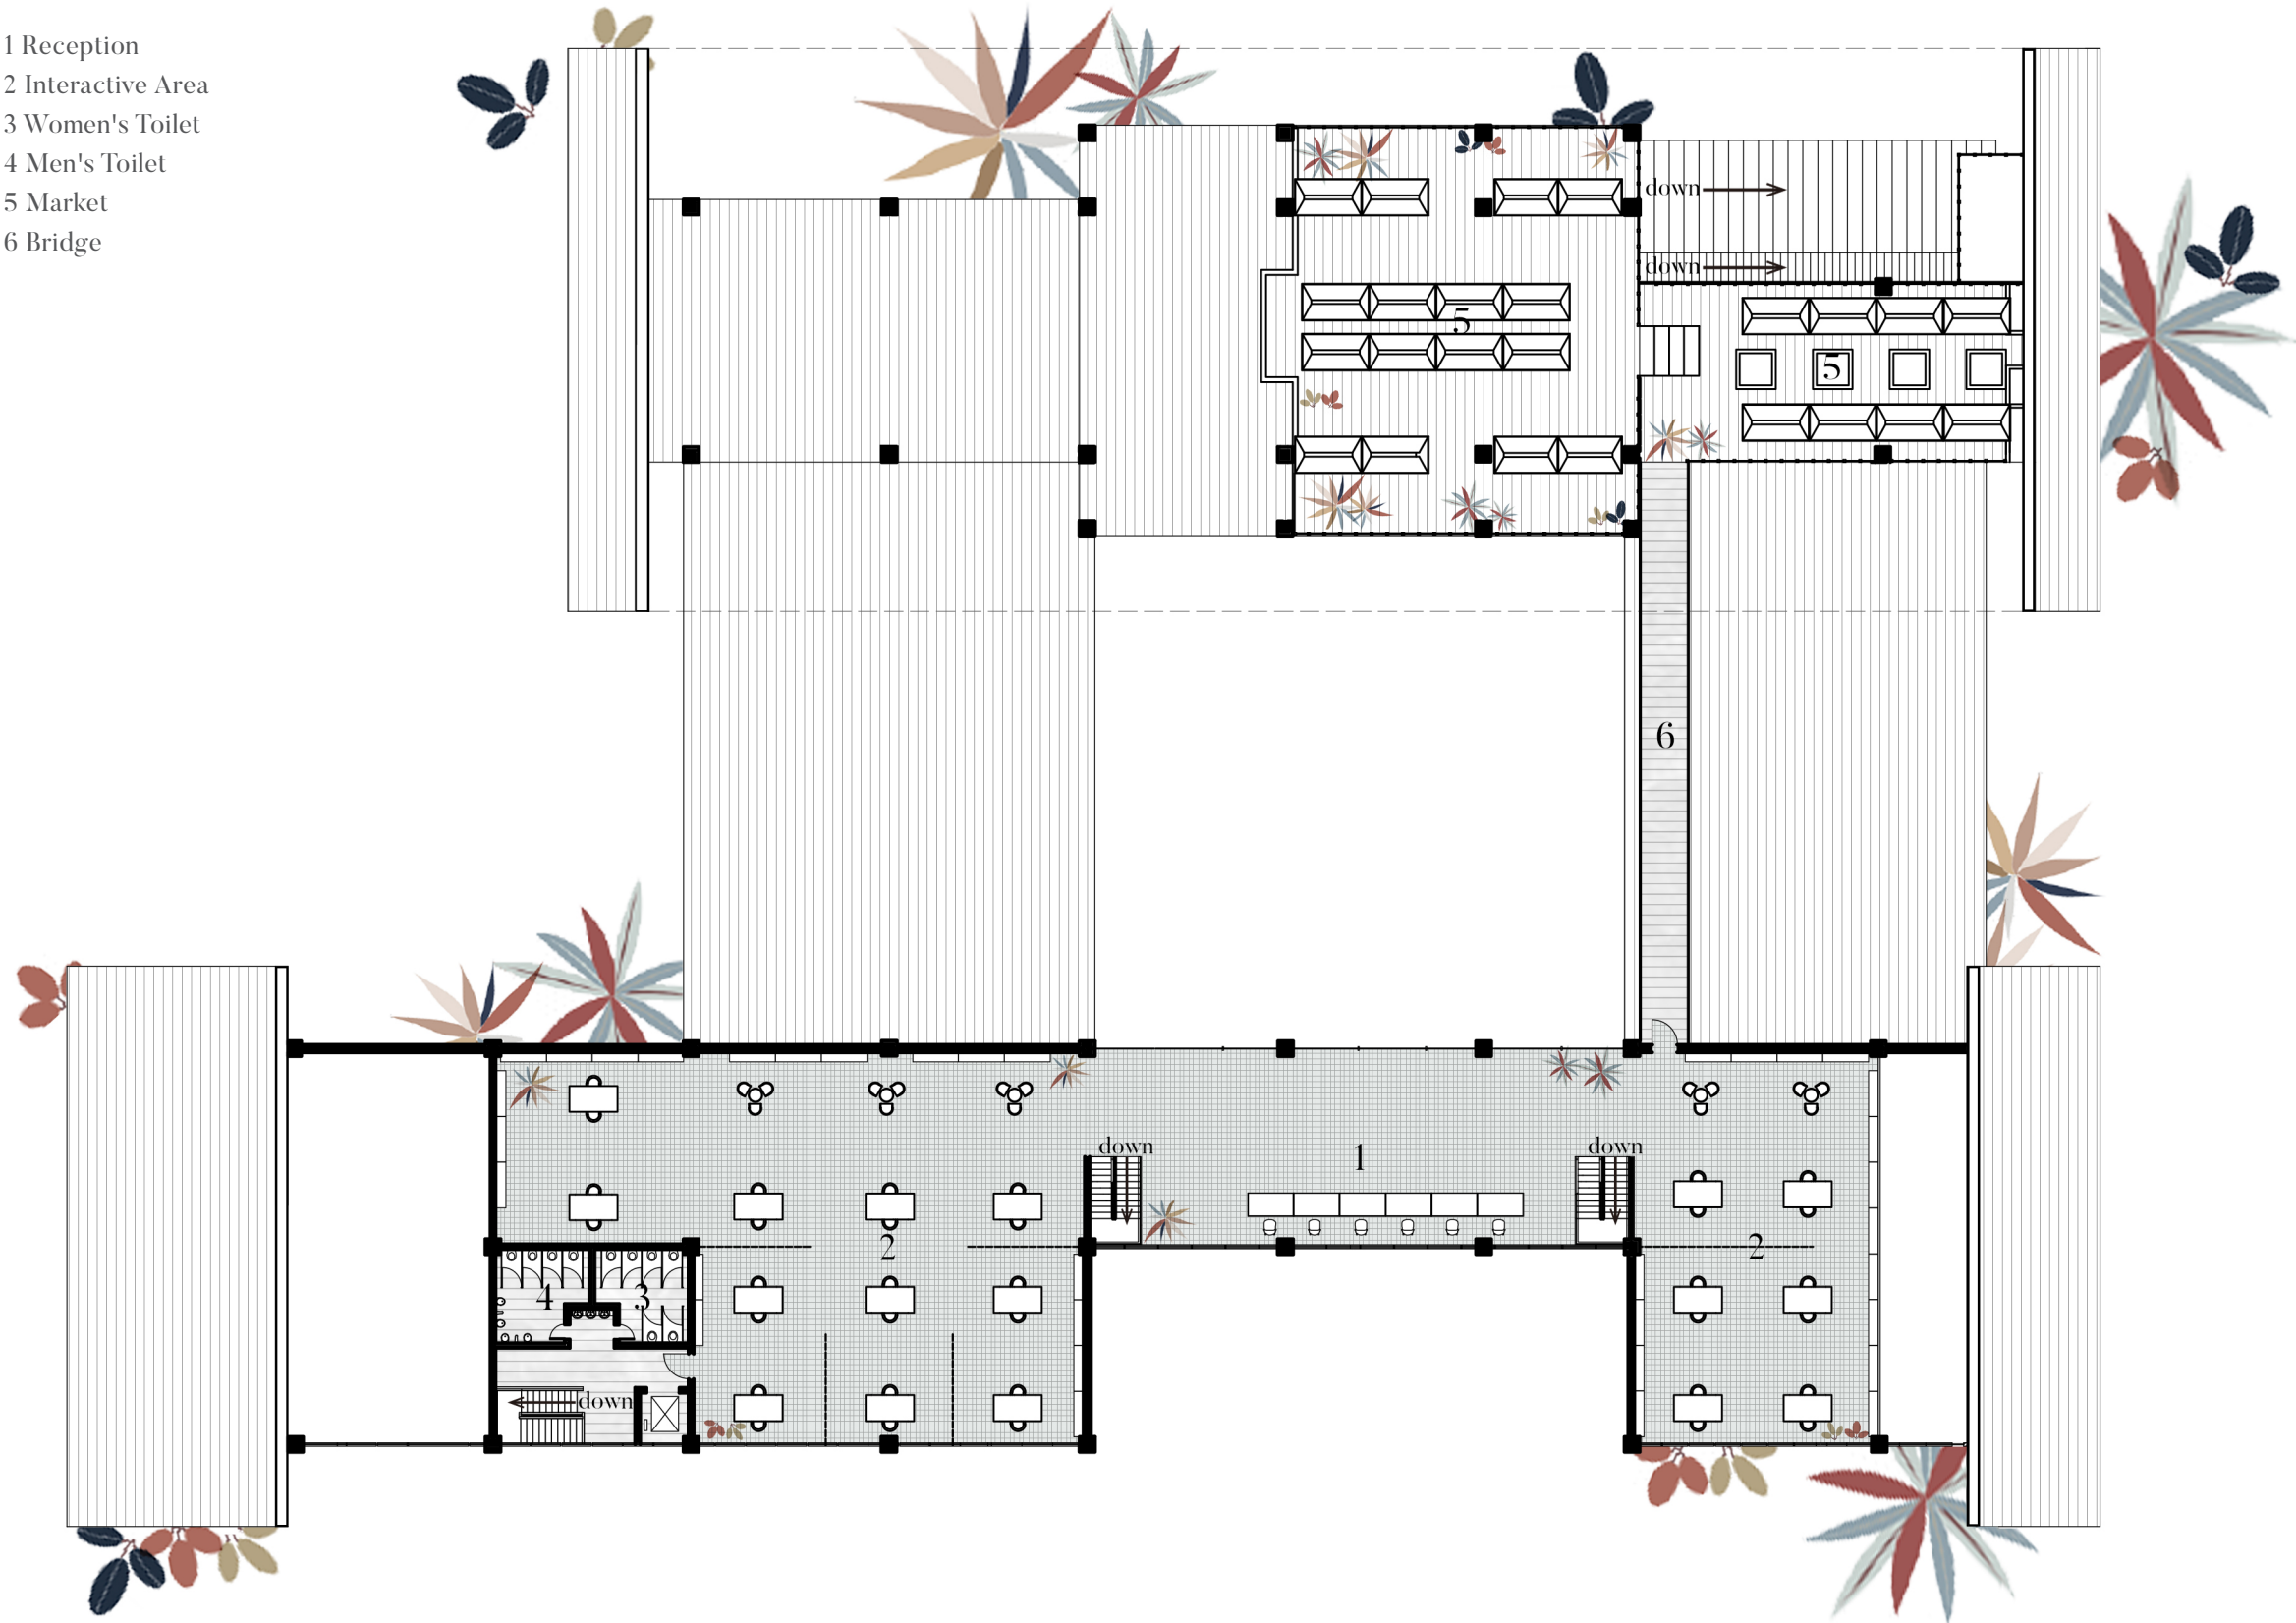 1 Reception
2 Interactive Area
3 Women's Toilet
4 Men's Toilet
5 Market
6 Bridge
down
down
5
5
6
down
down
1
2
2
4
3
down